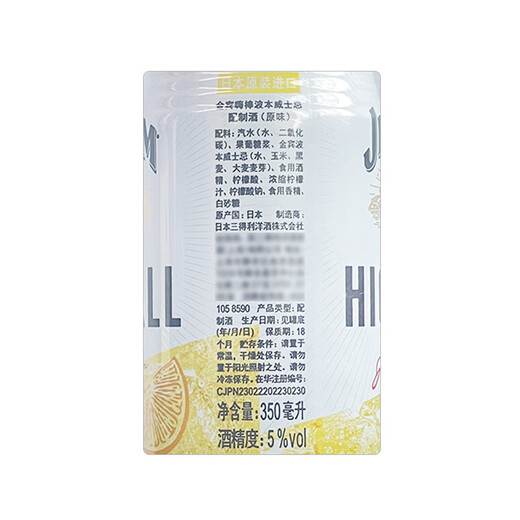 日本原装进口
金宾嗨棒波本威士忌
配制酒（原味）
配料：汽水（水、二氧化
碳）、果葡糖浆、金宾波
本威士忌（水、玉米、黑
麦、大麦麦芽）、食用酒
精、柠檬酸、浓缩柠檬
汁、柠檬酸钠、食用香精、
白砂糖
原产国：日本 制造商：
日本三得利洋酒株式会社
105 8590 产品类型：配
制酒 生产日期：见罐底
(年/月/日) 保质期：18
个月 贮存条件：请置于
常温，干燥处保存。请勿
置于阳光照射之处。请勿
冷冻保存。在华注册编号：
CJPN23022202230230
净含量：350毫升
酒精度：5%vol
M
LL
J
HIG